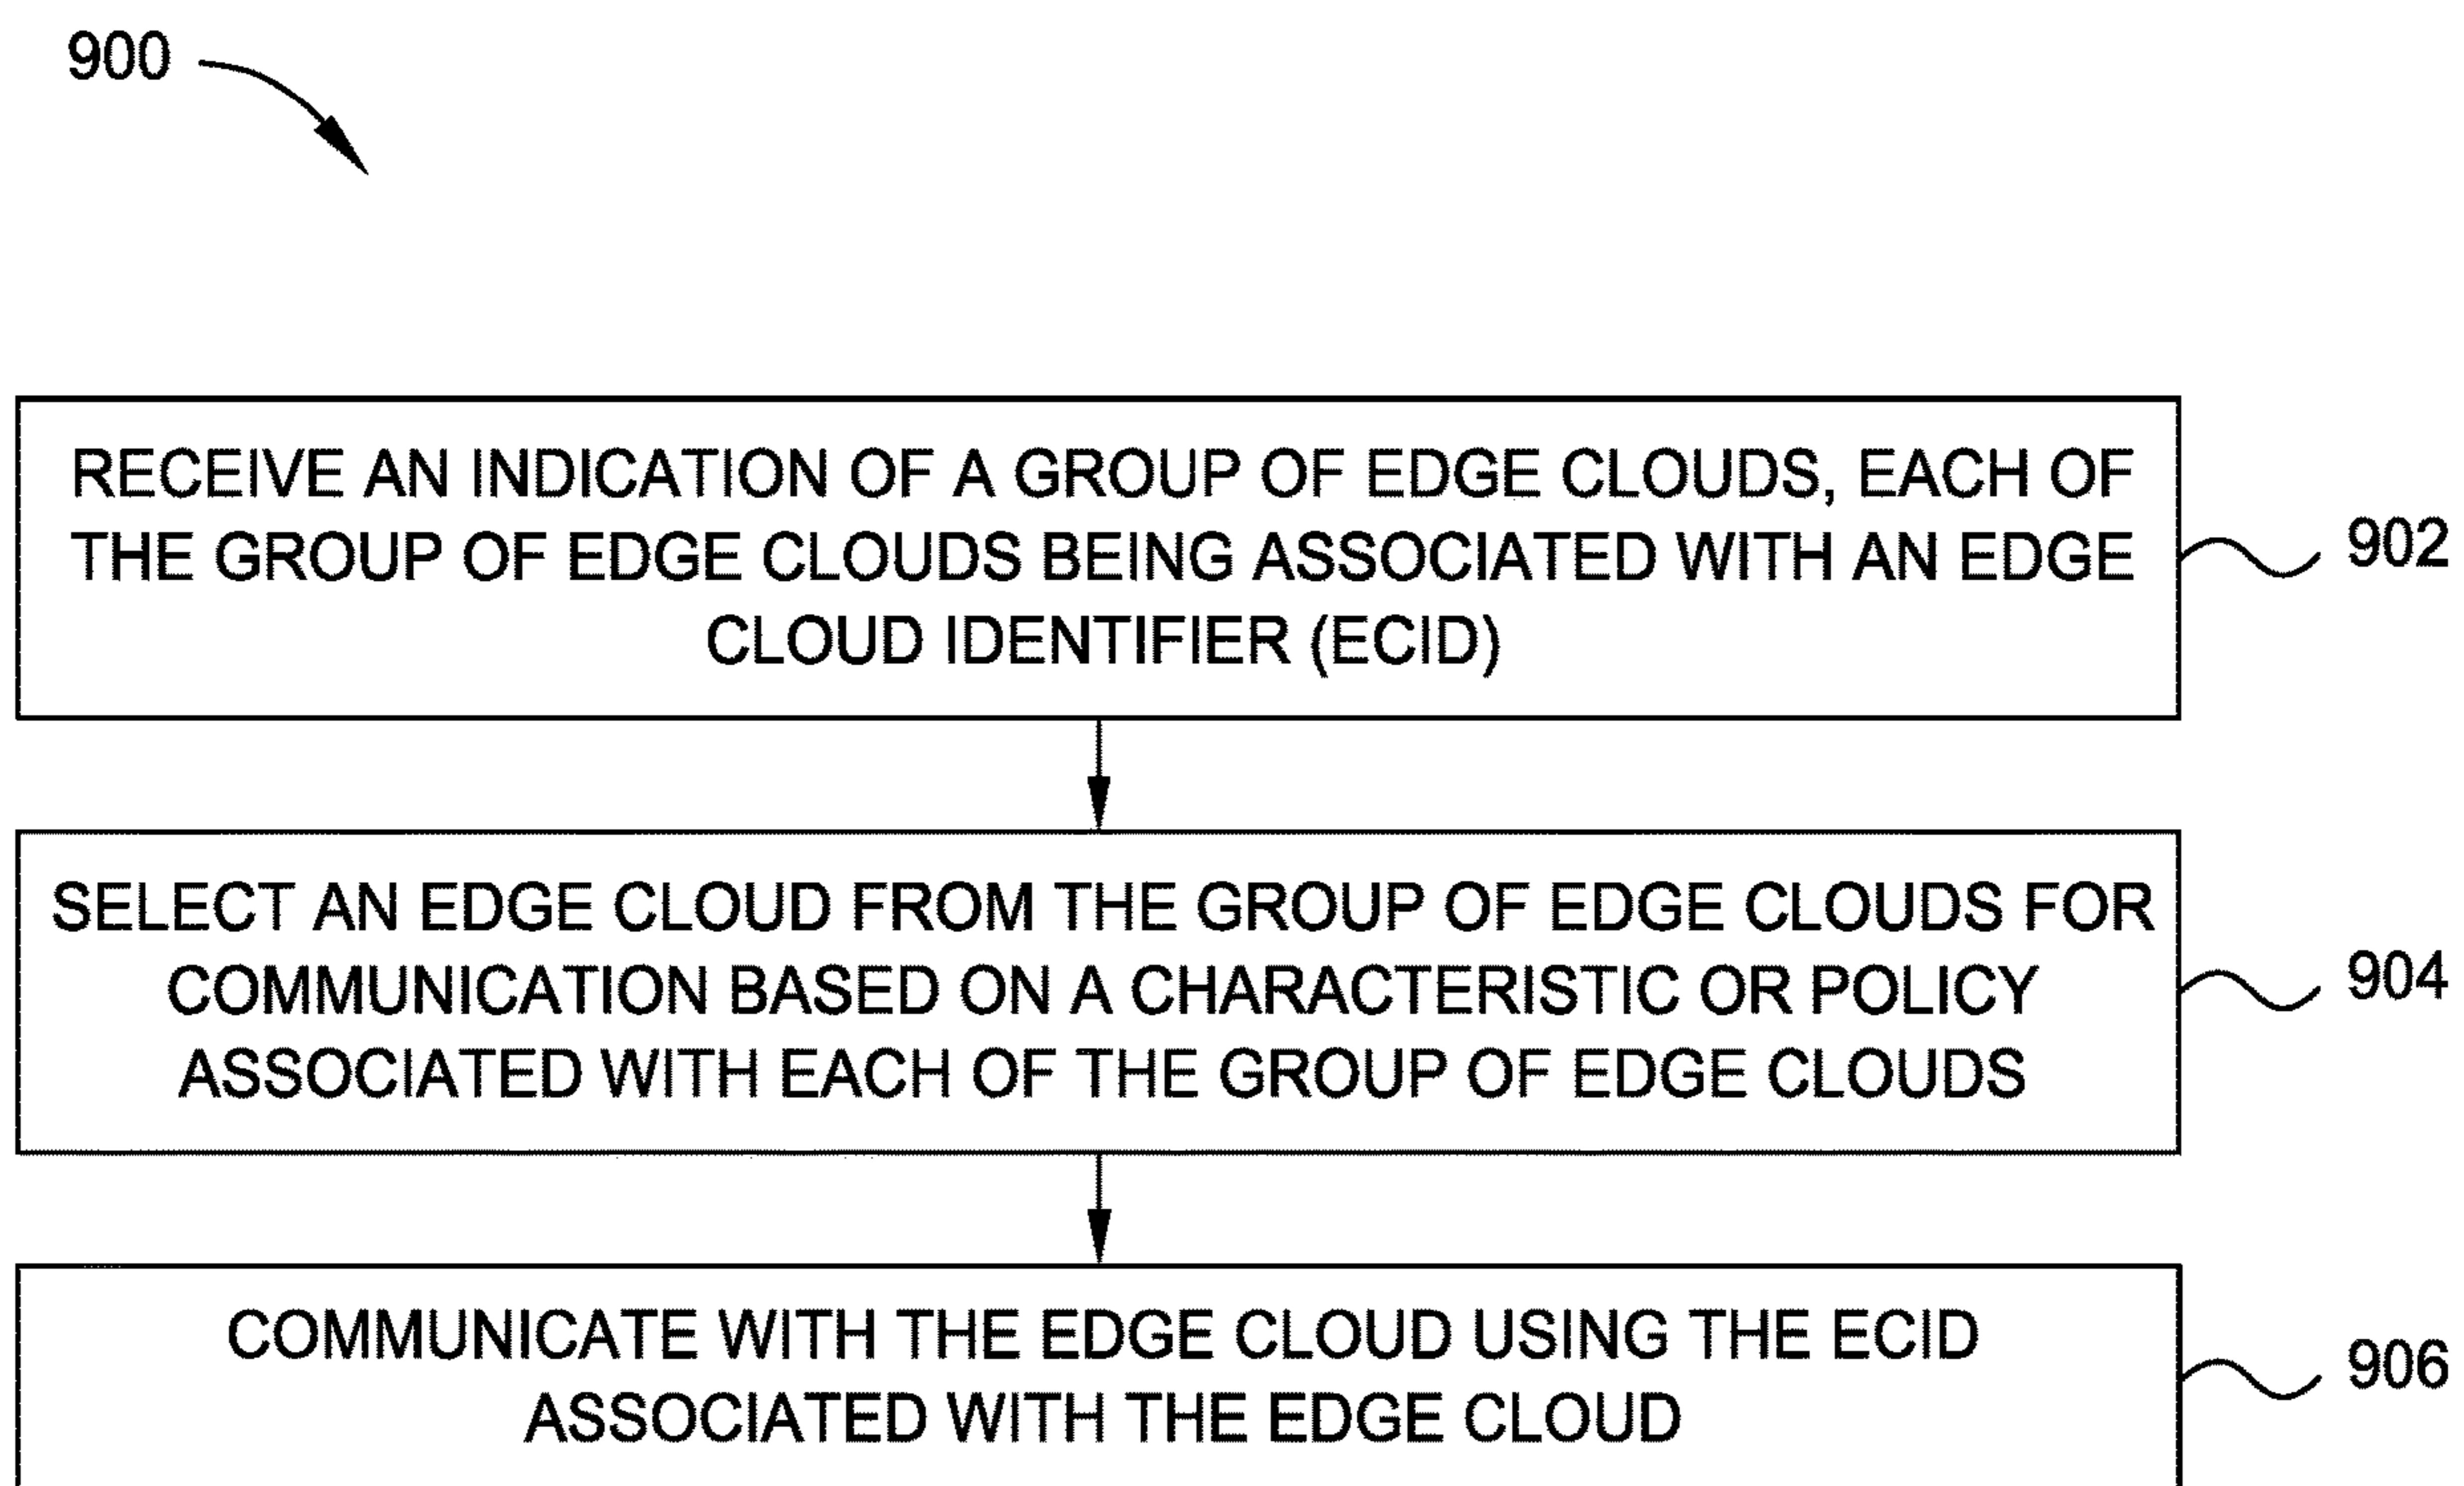 900
RECEIVE AN INDICATION OF A GROUP OF EDGE CLOUDS, EACH OF
THE GROUP OF EDGE CLOUDS BEING ASSOCIATED WITH AN EDGE
CLOUD IDENTIFIER (ECID)
902
SELECT AN EDGE CLOUD FROM THE GROUP OF EDGE CLOUDS FOR
COMMUNICATION BASED ON A CHARACTERISTIC OR POLICY
ASSOCIATED WITH EACH OF THE GROUP OF EDGE CLOUDS
904
COMMUNICATE WITH THE EDGE CLOUD USING THE ECID
ASSOCIATED WITH THE EDGE CLOUD
906